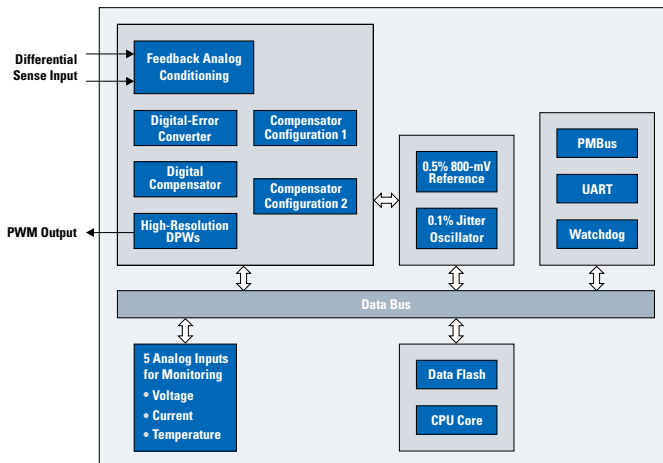 Differential
Sense Input
Feedback Analog
Conditioning
Digital-Error
Converter
Compensator
Configuration 1
Digital
Compensator
Compensator
Configuration 2
PWM Output
High-Resolution
DPWs
0.5% 800-mV
Reference
0.1% Jitter
Oscillator
PMBus
UART
Watchdog
Data Bus
5 Analog Inputs
for Monitoring
• Voltage
• Current
• Temperature
Data Flash
CPU Core